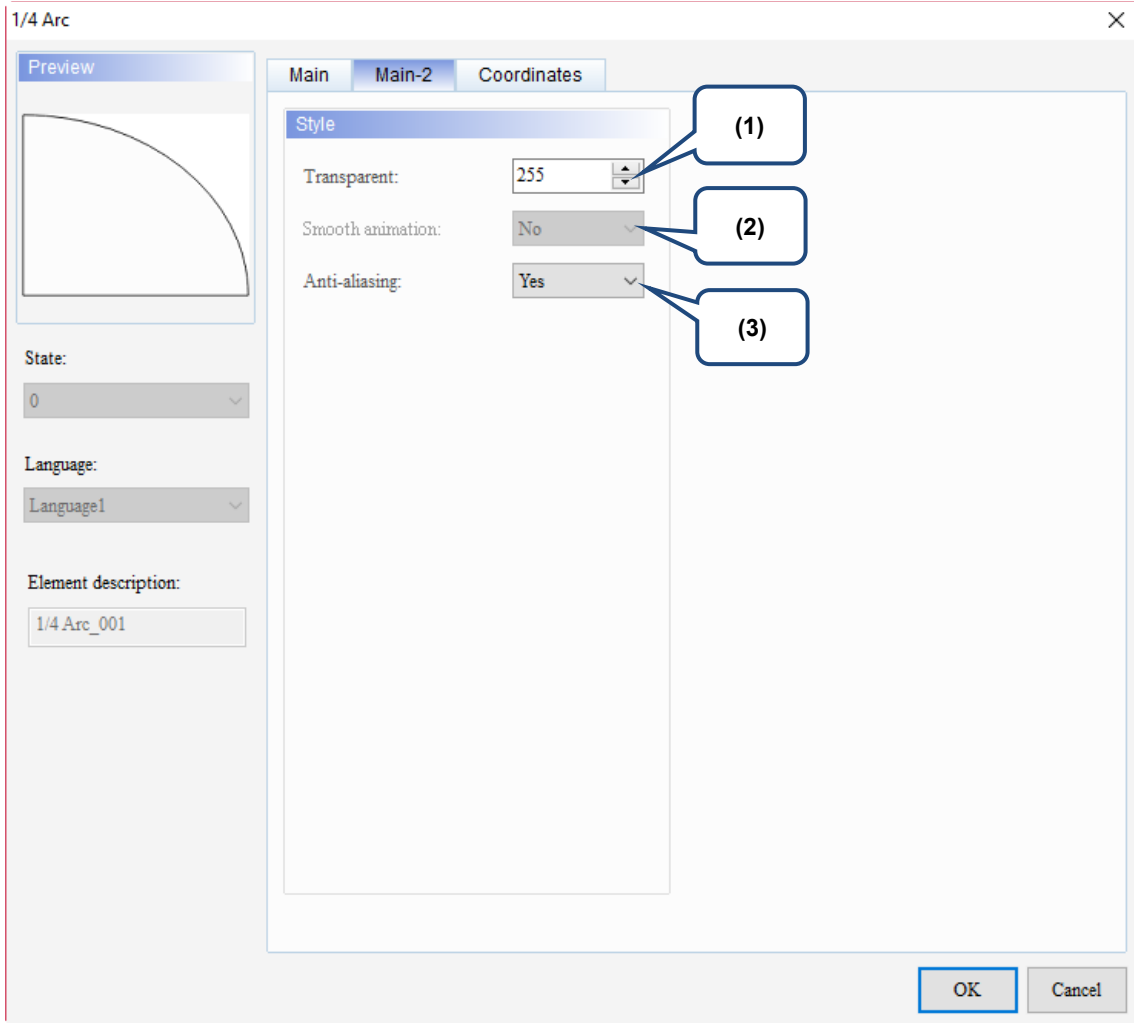 1/4 Arc
Preview
Main Main-2 Coordinates
Style
(1)
Transparent: 255
Smooth animation: No
(2)
Anti-aliasing: Yes
(3)
State:
0
Language:
Language1
Element description:
1/4 Arc_001
OK Cancel